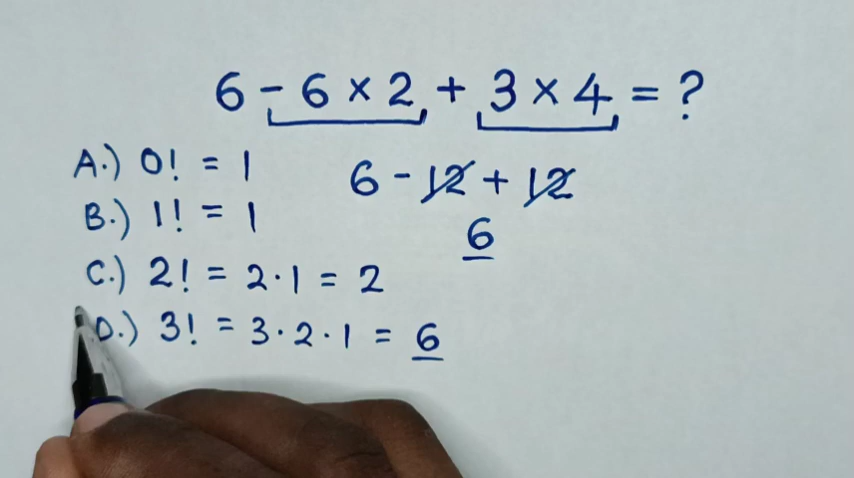 6 - 6 × 2 + 3 × 4 = ?
A.) 0! = 1
6 - 12 + 12
B.) 1! = 1
6
C.) 2! = 2 · 1 = 2
D.) 3! = 3 · 2 · 1 = 6